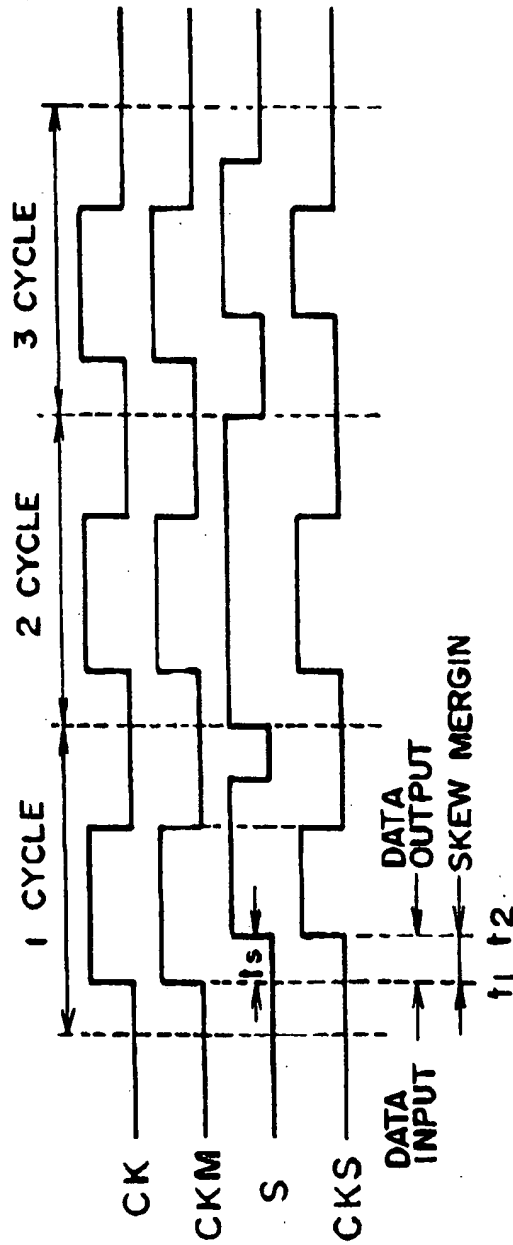 1 CYCLE
2 CYCLE
3 CYCLE
CK
CKM
S
ts
CKS
DATA INPUT
DATA OUTPUT
SKEW MERGIN
t1 t2